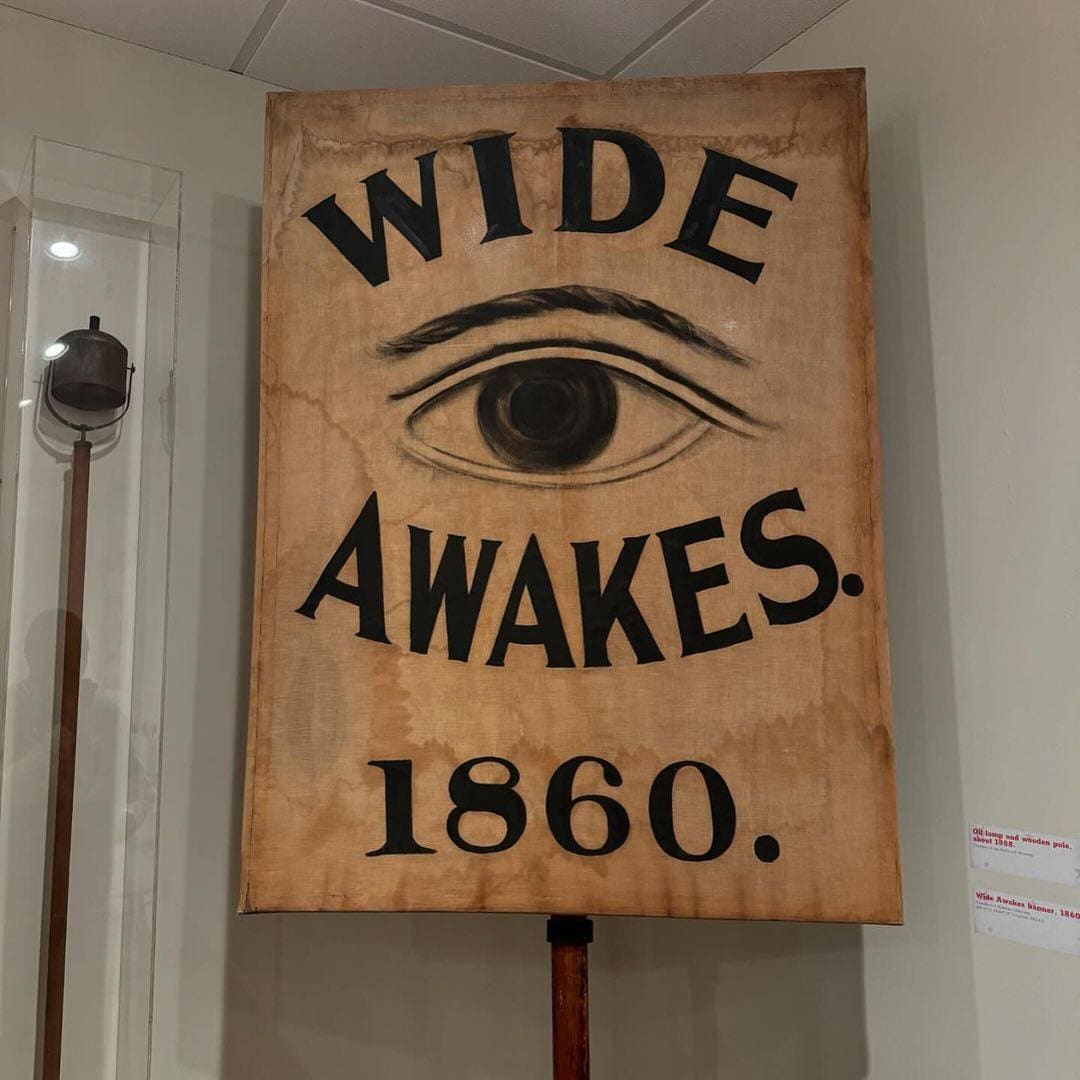 WIDE
AWAKES.
1860.
Oil lamp and wooden pole,
about 1888.
Wide Awakes banner, 1860